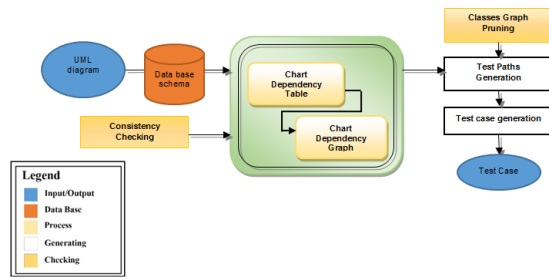 UML
diagram
Data base
schema
Consistency
Checking
Chart
Dependency
Table
Chart
Dependency
Graph
Classes Graph
Pruning
Test Paths
Generation
Test case generation
Test Case
Legend
Input/Output
Data Base
Process
Generating
Checking